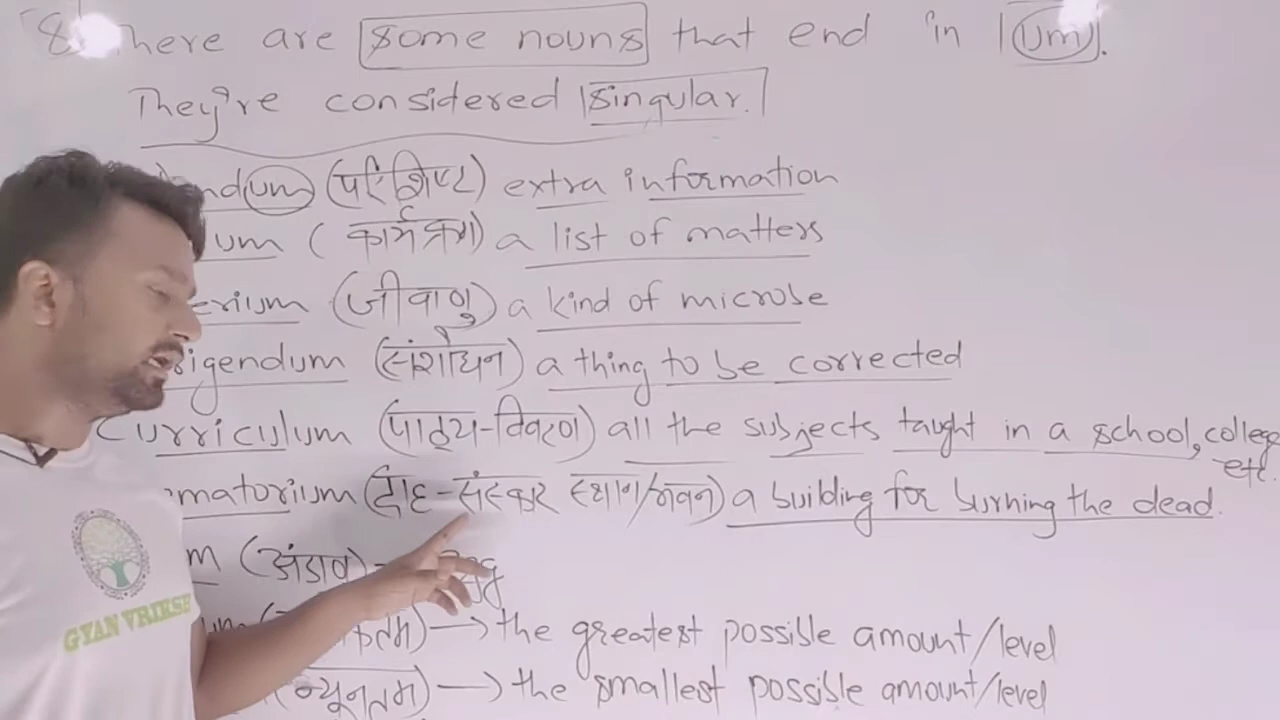 8) There are some nouns that end in um.
They're considered singular.
ndum (परिशिष्ट) extra information
um (कार्यक्रम) a list of matters
erium (जीवाणु) a kind of microbe
rigendum (संशोधन) a thing to be corrected
Curriculum (पाठ्य-विवरण) all the subjects taught in a school, college
etc.
matorium (दाह-संस्कार स्थान/भवन) a building for burning the dead.
m (अंडाणु)
um → the greatest possible amount/level
(न्यूनतम) → the smallest possible amount/level
GYAN VRIKSH